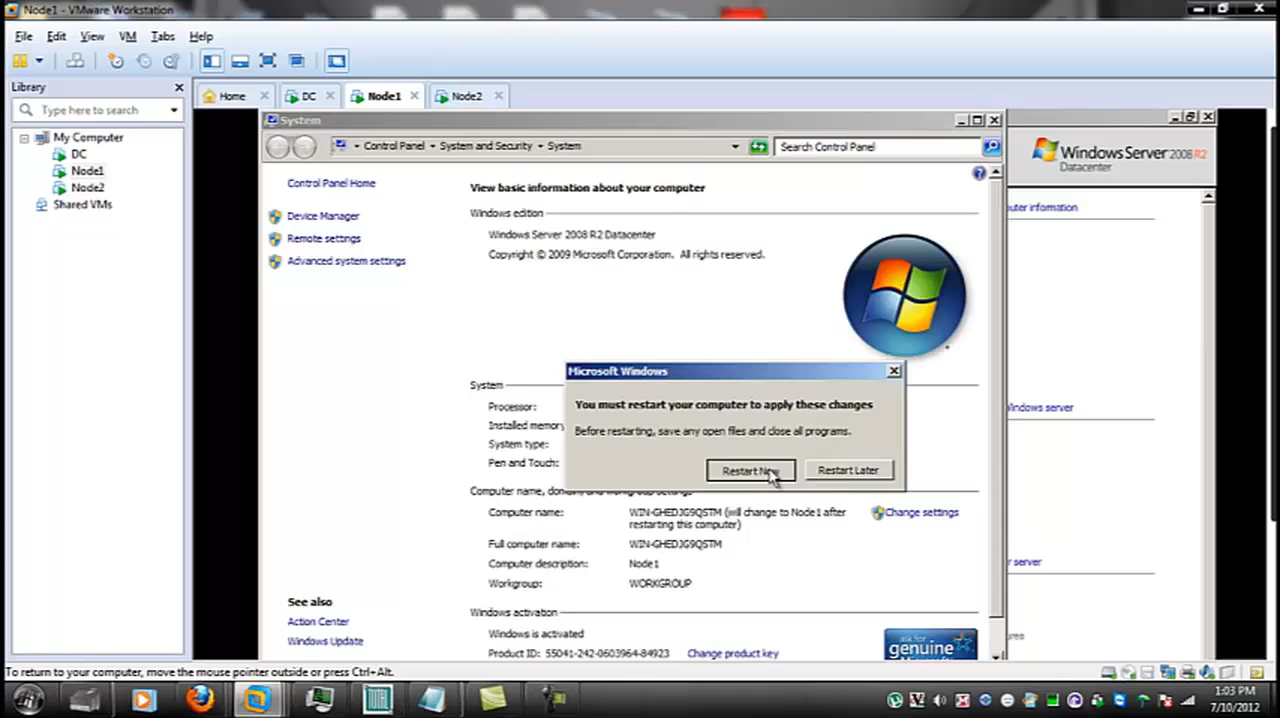 Node1 - VMware Workstation
File Edit View VM Tabs Help
Library
Type here to search
My Computer
DC
Node1
Node2
Shared VMs
Home DC Node1 Node2
System
Control Panel System and Security System
Search Control Panel
Windows Server 2008 R2
Datacenter
Control Panel Home
Device Manager
Remote settings
Advanced system settings
View basic information about your computer
Windows edition
Windows Server 2008 R2 Datacenter
Copyright © 2009 Microsoft Corporation. All rights reserved.
uter information
System
Processor:
Installed memory
System type:
Pen and Touch:
Microsoft Windows
You must restart your computer to apply these changes
Before restarting, save any open files and close all programs.
Restart Now Restart Later
Windows server
Computer name, domain, and workgroup settings
Computer name: WIN-GHEDJG9QSTM (will change to Node1 after
restarting this computer)
Change settings
Full computer name: WIN-GHEDJG9QSTM
Computer description: Node1
Workgroup: WORKGROUP
er server
See also
Action Center
Windows Update
Windows activation
Windows is activated
Product ID: 55041-242-0603964-84923 Change product key
ask for
genuine
To return to your computer, move the mouse pointer outside or press Ctrl+Alt.
1:03 PM
7/10/2012